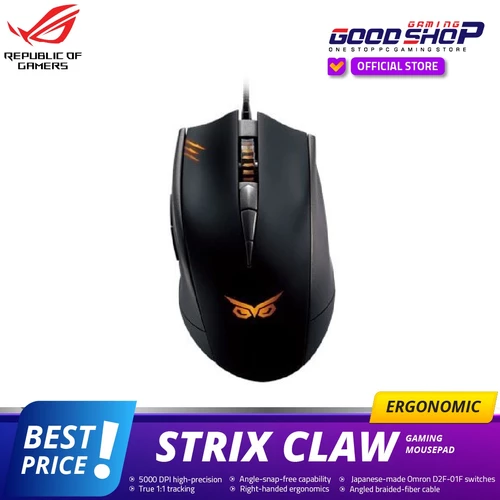 REPUBLIC OF
GAMERS
GAMING
GOODSHOP
ONE STOP PC GAMING STORE
OFFICIAL STORE
ERGONOMIC
BEST
PRICE!
STRIX CLAW
GAMING
MOUSEPAD
• 5000 DPI high-precision
• Angle-snap-free capability
• Japanese-made Omron D2F-01F switches
• True 1:1 tracking
• Right-handed ergonomics
• Angled braided-fiber cable